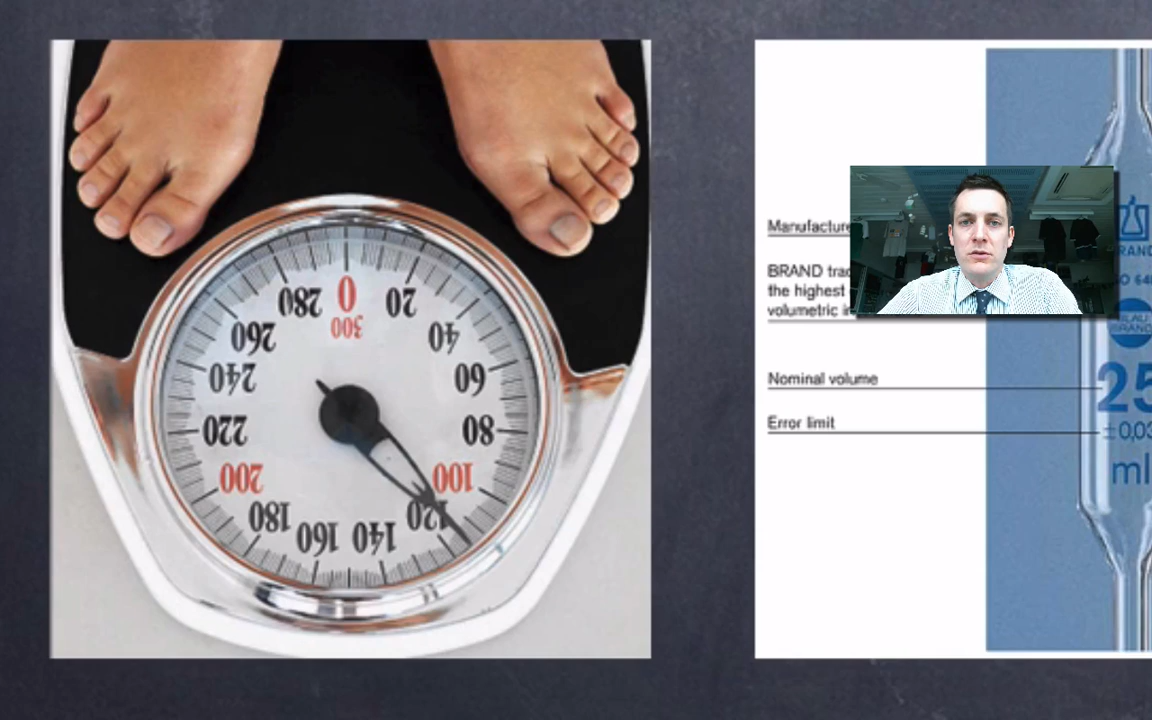 0
20
40
60
80
100
120
140
160
180
200
220
240
260
280
300
Manufacture
BRAND
the highest
volumetric
Nominal volume
Error limit
25
±0,03
ml